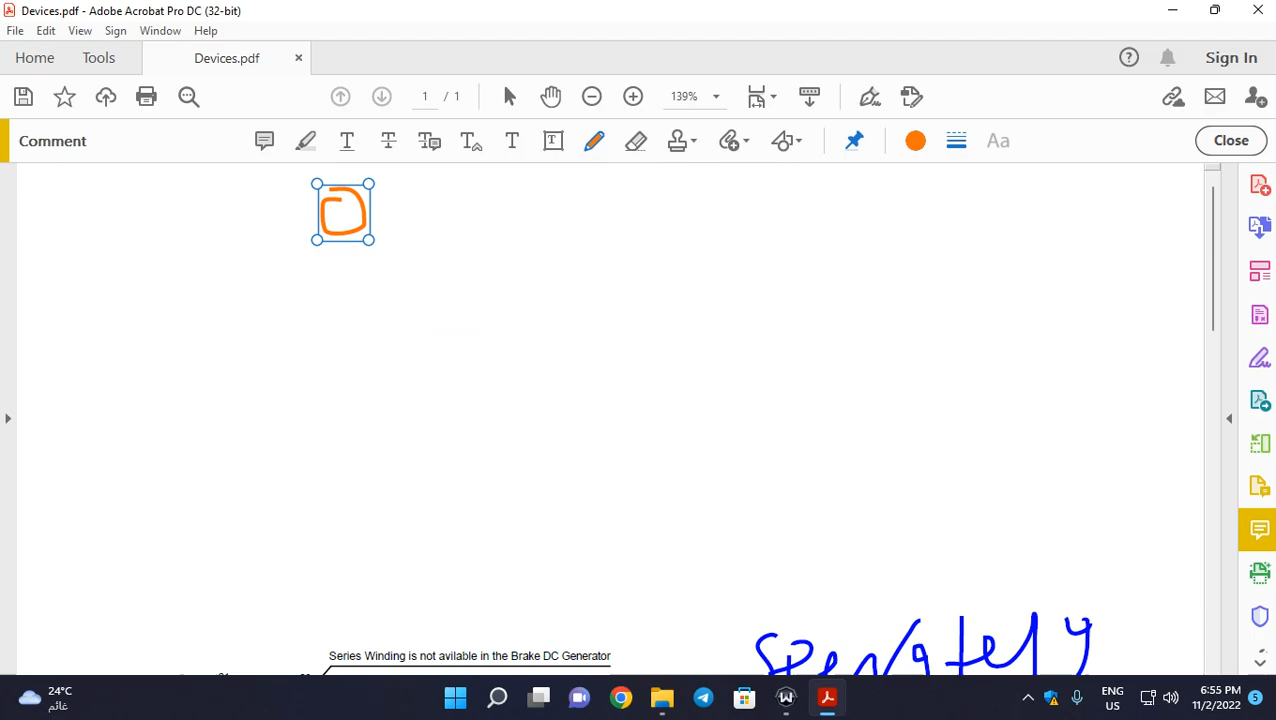 Devices.pdf - Adobe Acrobat Pro DC (32-bit)
File Edit View Sign Window Help
Home Tools Devices.pdf Sign In
1 / 1 139%
Comment T T T T T Aa Close
Series Winding is not avilable in the Brake DC Generator
24°C
غائم
ENG
US
6:55 PM
11/2/2022
5